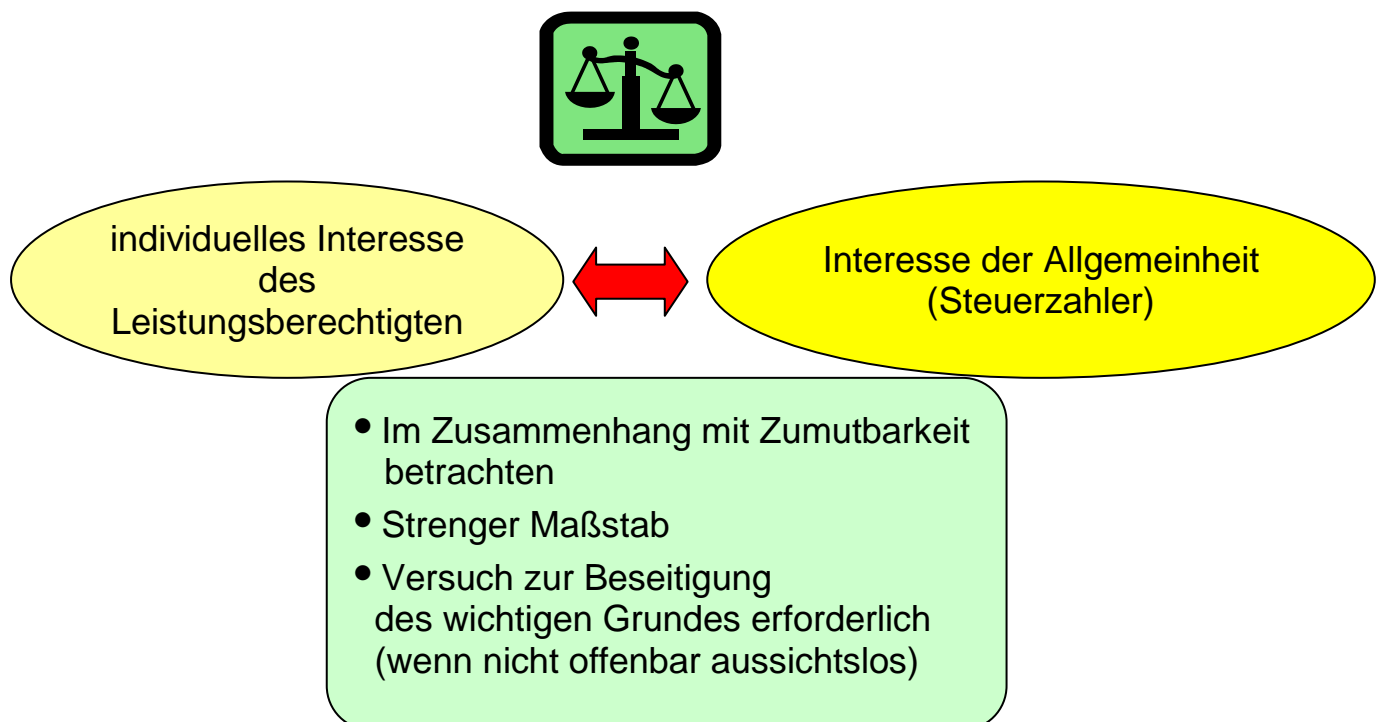 individuelles Interesse
des
Leistungsberechtigten
Interesse der Allgemeinheit
(Steuerzahler)
• Im Zusammenhang mit Zumutbarkeit
betrachten
• Strenger Maßstab
• Versuch zur Beseitigung
des wichtigen Grundes erforderlich
(wenn nicht offenbar aussichtslos)